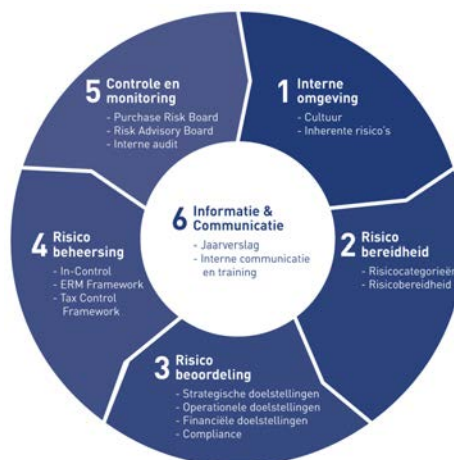 1 Interne
omgeving
- Cultuur
- Inherente risico's
2 Risico
bereidheid
- Risicocategorieën
- Risicobereidheid
3 Risico
beoordeling
- Strategische doelstellingen
- Operationele doelstellingen
- Financiële doelstellingen
- Compliance
4 Risico
beheersing
- In-Control
- ERM Framework
- Tax Control
Framework
5 Controle en
monitoring
- Purchase Risk Board
- Risk Advisory Board
- Interne audit
6 Informatie &
Communicatie
- Jaarverslag
- Interne communicatie
en training